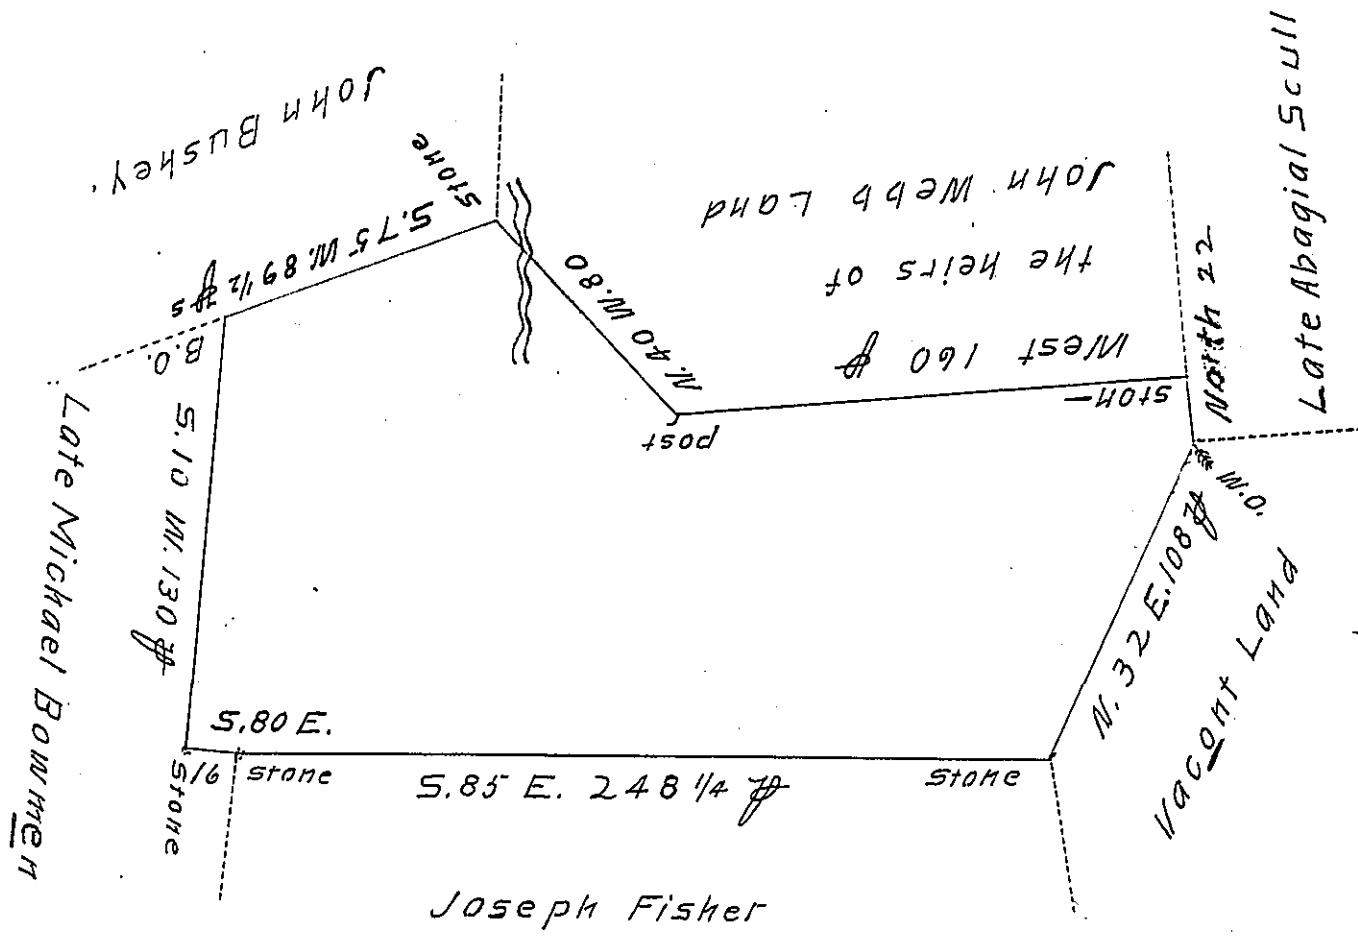 John Bushey.
stone
S.75 W. 89 1/2 ps
B.O.
Late Michael Bowmen
S.10 W. 130 p
S.80 E.
S16
stone
stone
S.85 E. 248 1/4 p
stone
Joseph Fisher
N. 32 E. 108 p
Vacont Land
W.O.
North 22
Late Abagial Scull
ston
West 160 p
the heirs of
John Webb Land
post
N. 40 W. 80